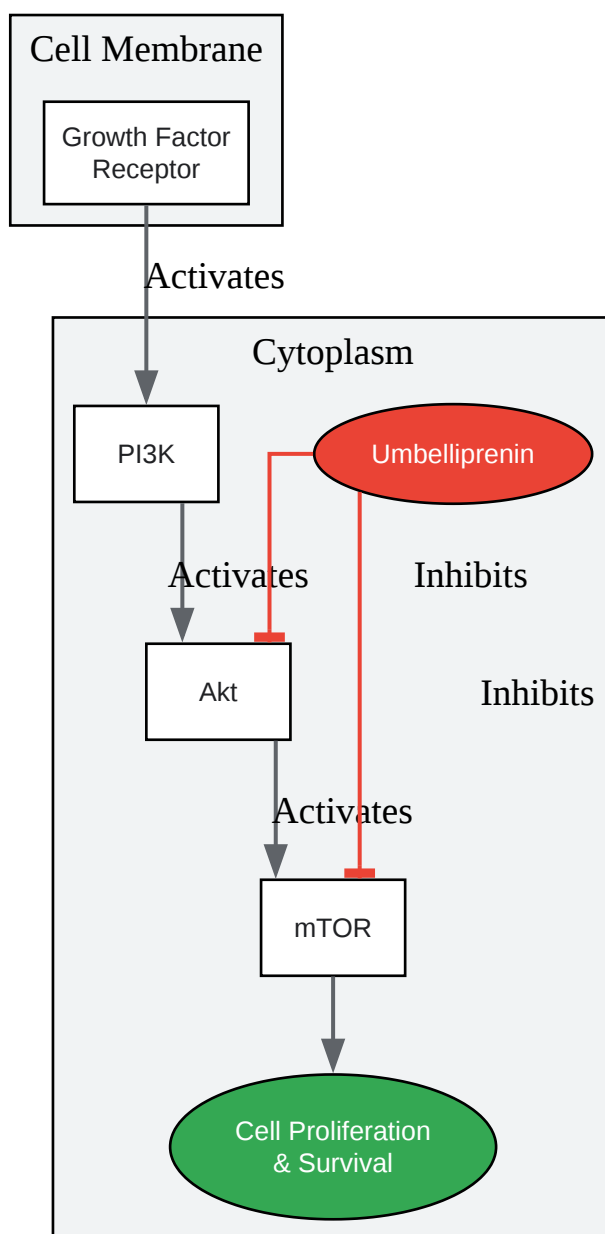 Cell Membrane
Growth Factor
Receptor
Activates
Cytoplasm
PI3K
Umbelliprenin
Activates
Inhibits
Akt
Inhibits
Activates
mTOR
Cell Proliferation
& Survival